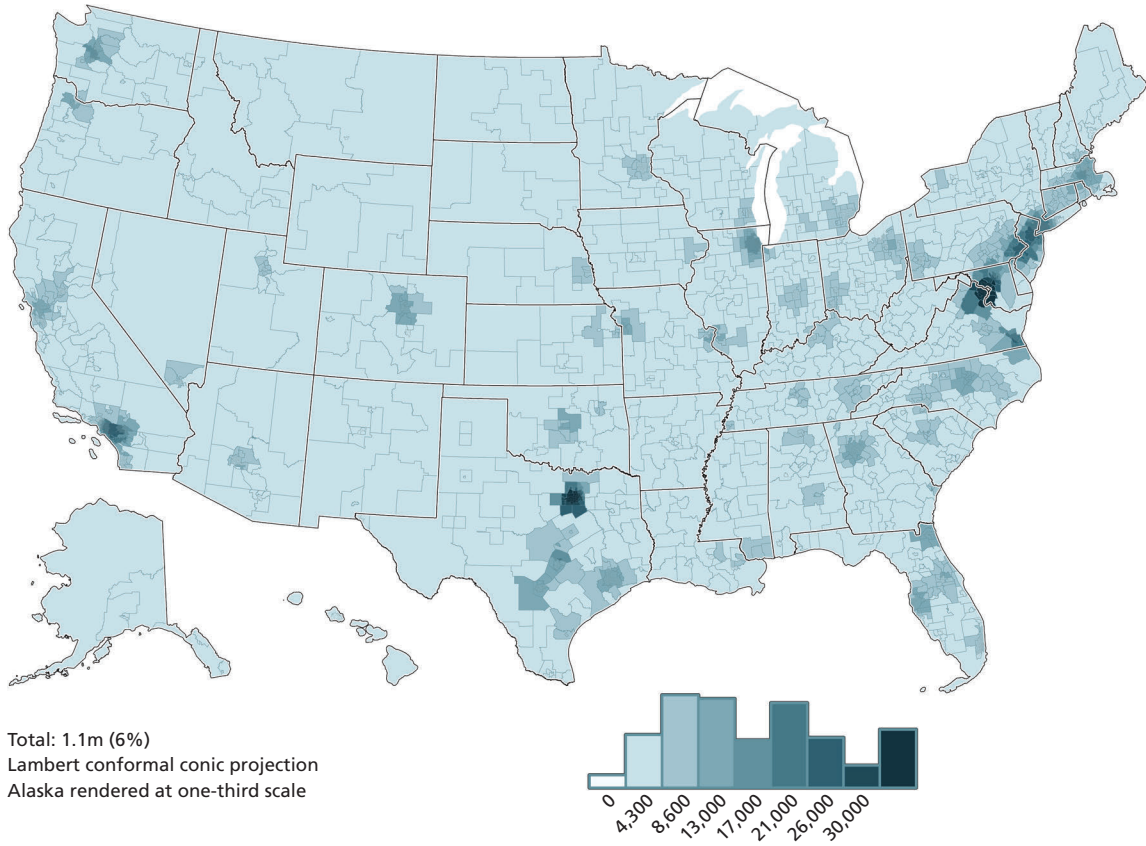 Total: 1.1m (6%)
Lambert conformal conic projection
Alaska rendered at one-third scale
0
4,300
8,600
13,000
17,000
21,000
26,000
30,000